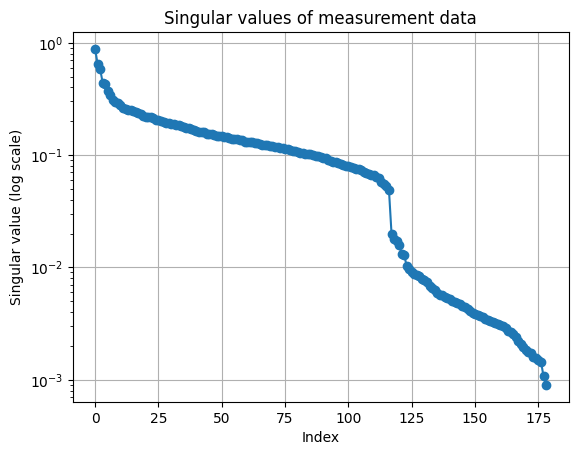 Singular values of measurement data
Singular value (log scale)
10⁰
10⁻¹
10⁻²
10⁻³
0 25 50 75 100 125 150 175
Index